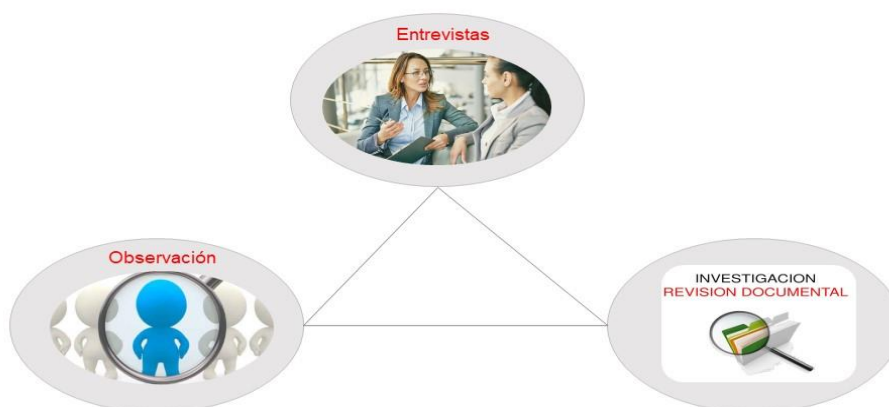 Entrevistas
Observación
INVESTIGACION
REVISION DOCUMENTAL